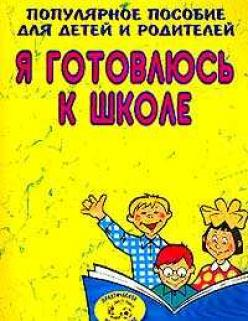 ПОПУЛЯРНОЕ ПОСОБИЕ
ДЛЯ ДЕТЕЙ И РОДИТЕЛЕЙ
Я ГОТОВЛЮСЬ
К ШКОЛЕ